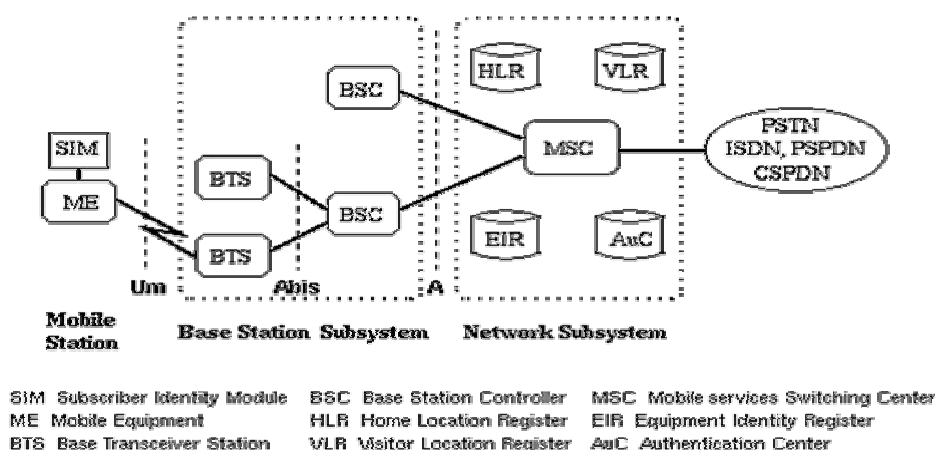 HLR
VLR
BSC
PSTN
ISDN, PSPDN
CSPDN
MSC
SIM
ME
BTS
BSC
BTS
EIR
AuC
Um
Abis
A
Mobile
Station
Base Station Subsystem
Network Subsystem
SIM Subscriber Identity Module
BSC Base Station Controller
MSC Mobile services Switching Center
ME Mobile Equipment
HLR Home Location Register
EIR Equipment Identity Register
BTS Base Transceiver Station
VLR Visitor Location Register
AuC Authentication Center